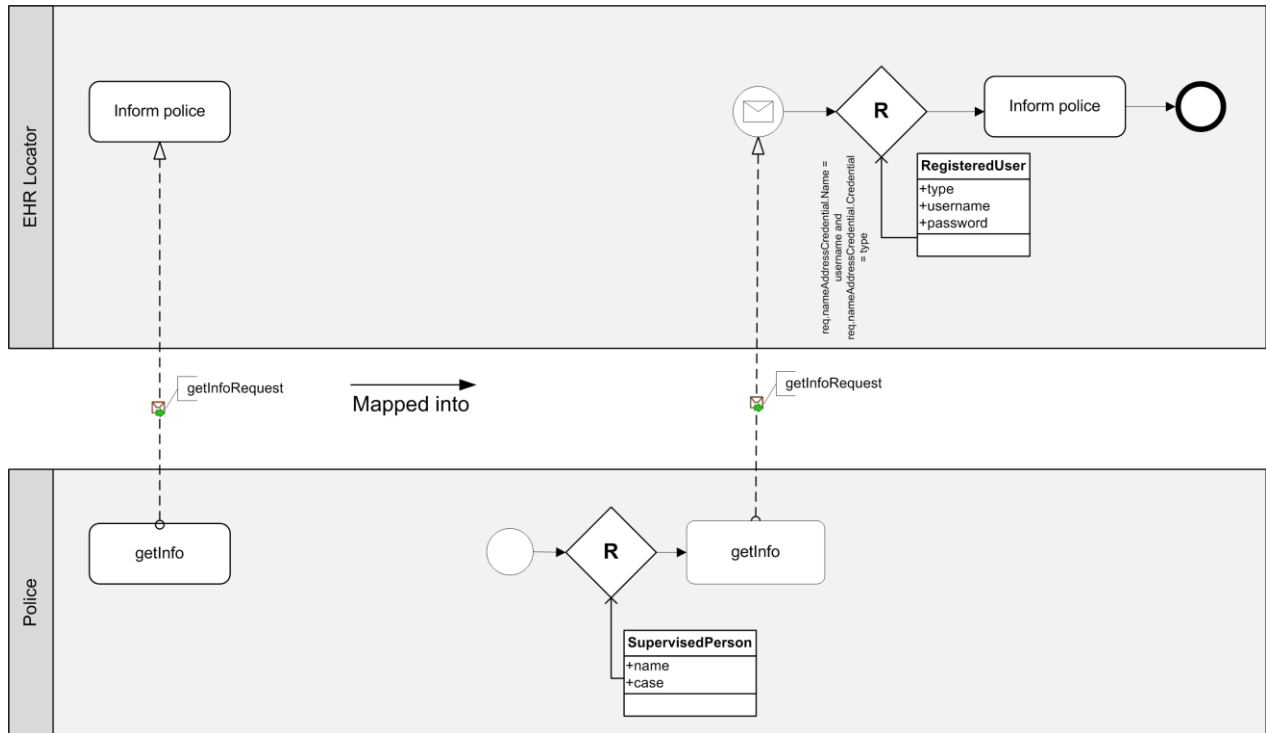 EHR Locator
Inform police
R
Inform police
RegisteredUser
+type
+username
+password
req.nameAddressCredential.Name =
username and
req.nameAddressCredential.Credential
= type
getInfoRequest
Mapped into
getInfoRequest
Police
getInfo
R
getInfo
SupervisedPerson
+name
+case